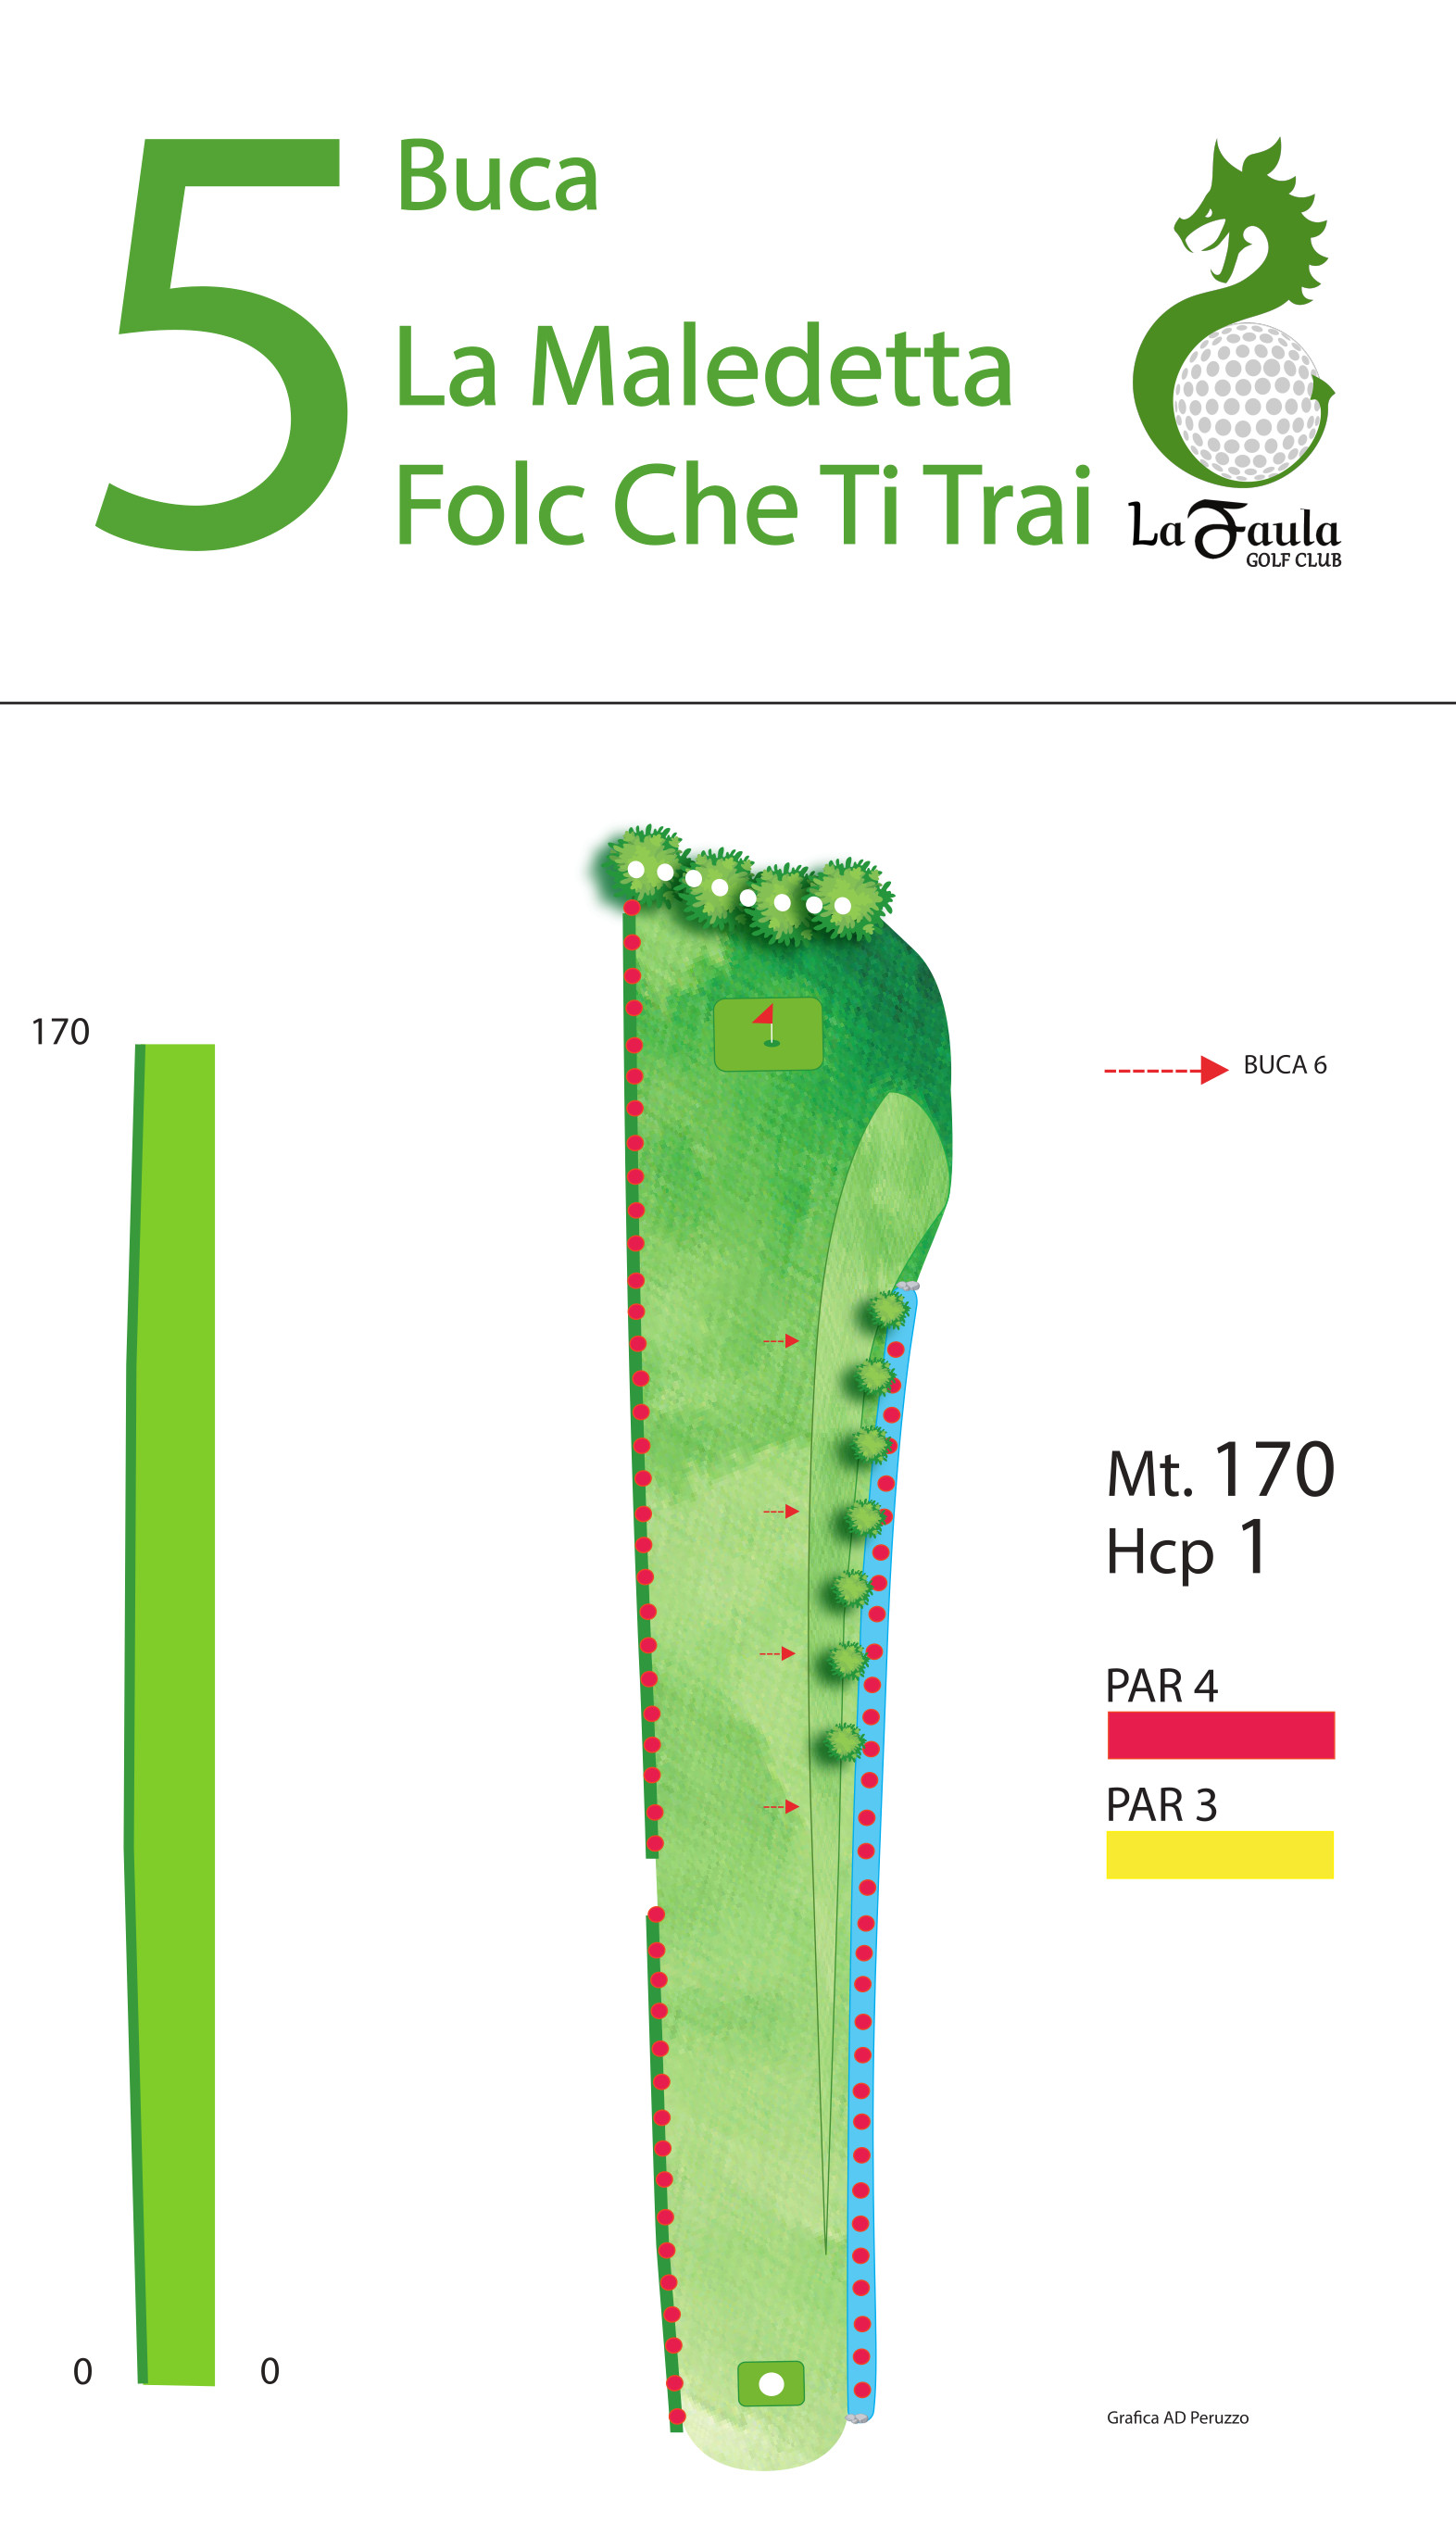 5
Buca
La Maledetta
Folc Che Ti Trai
La Faula
GOLF CLUB
170
BUCA 6
Mt. 170
Hcp 1
PAR 4
PAR 3
0
0
Grafica AD Peruzzo